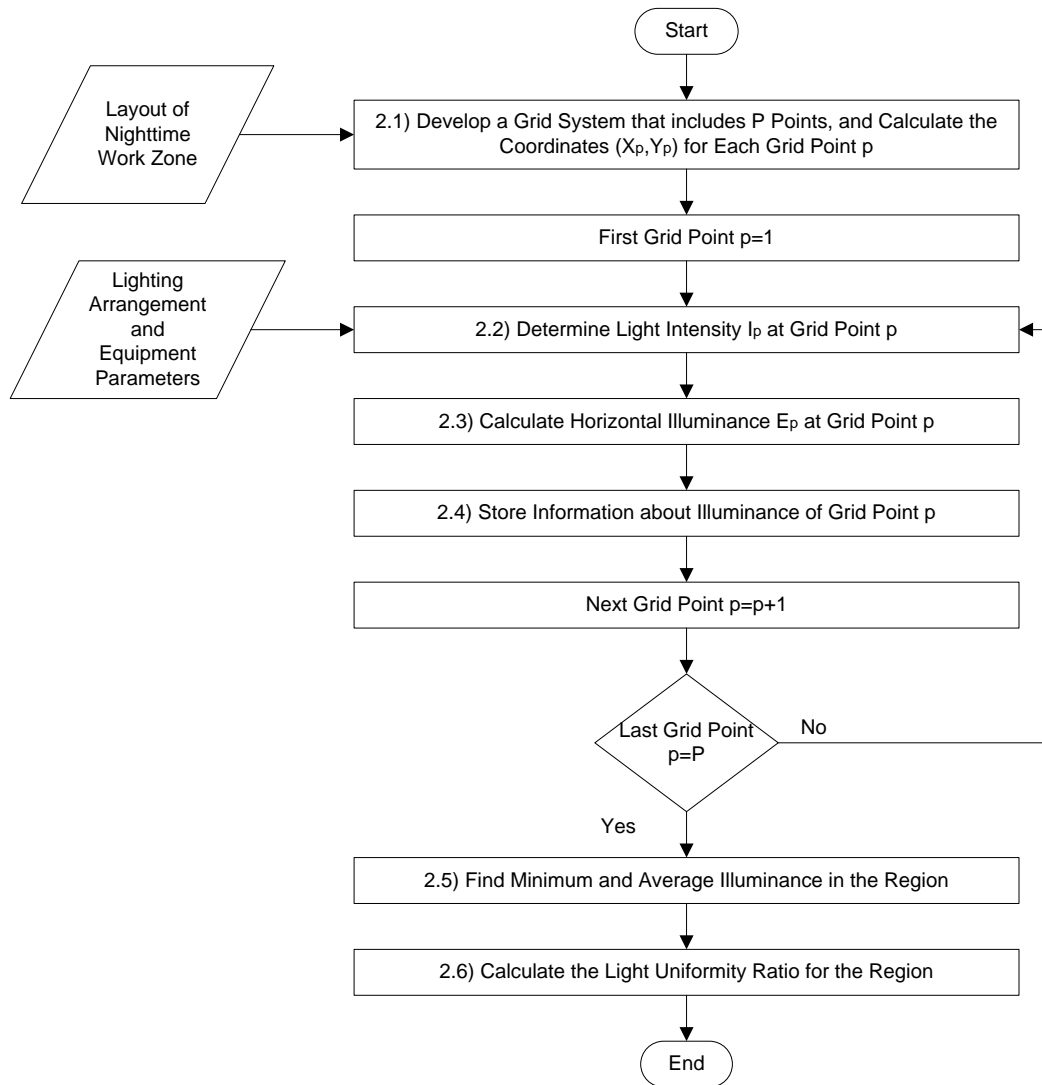 Start
Layout of
Nighttime
Work Zone
2.1) Develop a Grid System that includes P Points, and Calculate the
Coordinates (Xp,Yp) for Each Grid Point p
First Grid Point p=1
Lighting
Arrangement
and
Equipment
Parameters
2.2) Determine Light Intensity Ip at Grid Point p
2.3) Calculate Horizontal Illuminance Ep at Grid Point p
2.4) Store Information about Illuminance of Grid Point p
Next Grid Point p=p+1
Last Grid Point
p=P
No
Yes
2.5) Find Minimum and Average Illuminance in the Region
2.6) Calculate the Light Uniformity Ratio for the Region
End